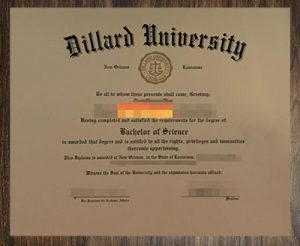 Dillard University
New Orleans Louisiana
To all to whom these presents shall come, Greeting:
Having completed and satisfied the requirements for the degree of
Bachelor of Science
is awarded that degree and is entitled to all the rights, privileges and immunities
thereunto appertaining.
This Diploma is awarded at New Orleans, in the State of Louisiana,
Witness the Seal of the University and the signatures hereunto affixed.